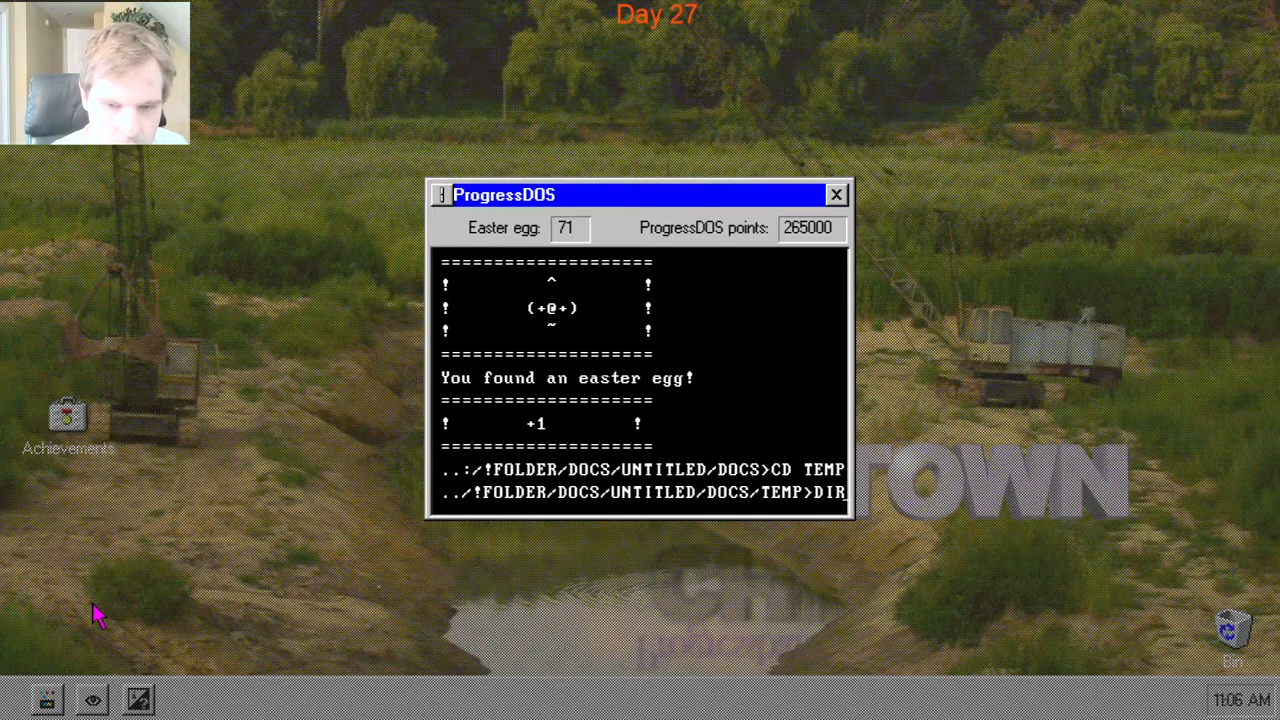 Day 27
ProgressDOS
Easter egg: 71 ProgressDOS points: 265000
====================
! ^ !
! (+@+) !
! ~ !
====================
You found an easter egg!
====================
! +1 !
====================
..:/!FOLDER/DOCS/UNTITLED/DOCS>CD TEMP
../!FOLDER/DOCS/UNTITLED/DOCS/TEMP>DIR_
Achievements
TOWN
Bin
11:06 AM